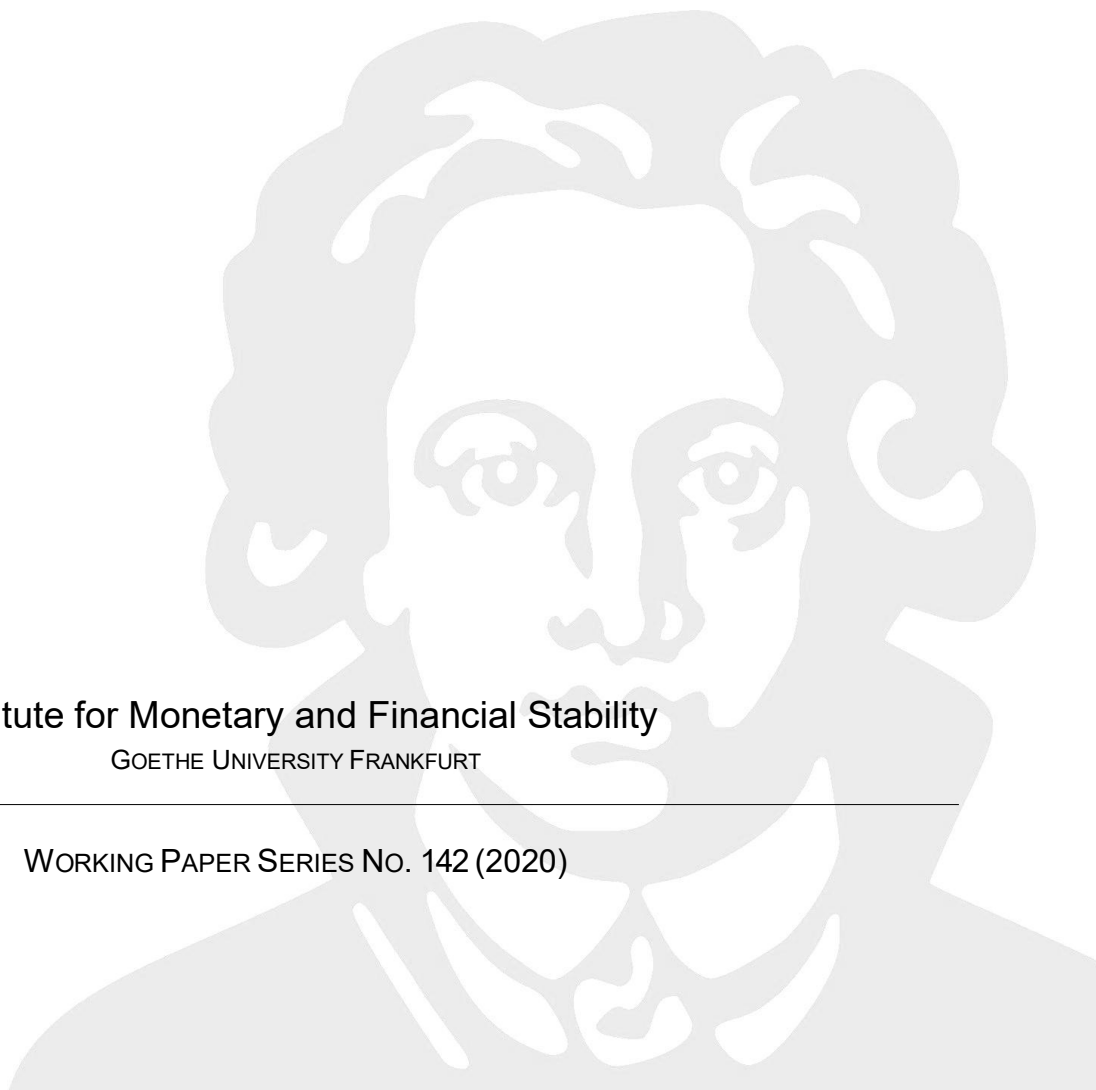 tute for Monetary and Financial Stability
GOETHE UNIVERSITY FRANKFURT
WORKING PAPER SERIES NO. 142 (2020)